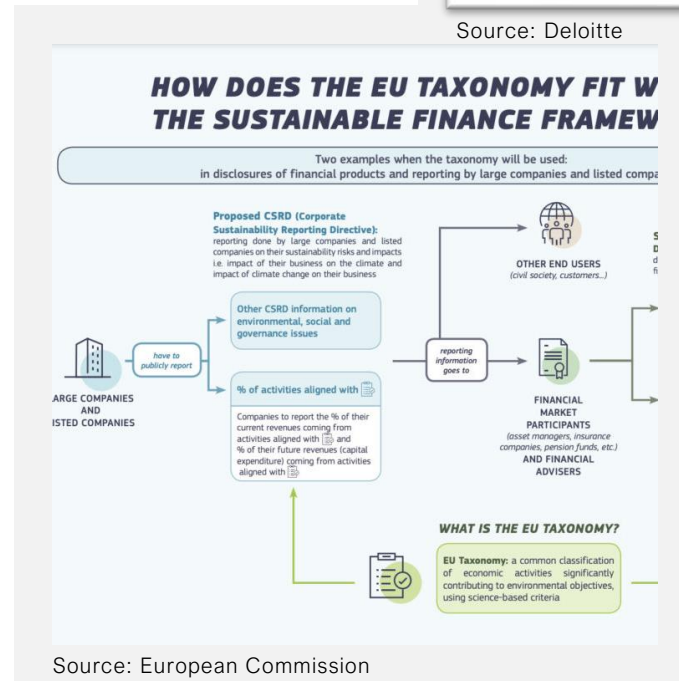 Source: Deloitte
HOW DOES THE EU TAXONOMY FIT W
THE SUSTAINABLE FINANCE FRAMEW
Two examples when the taxonomy will be used:
in disclosures of financial products and reporting by large companies and listed compa
Proposed CSRD (Corporate
Sustainability Reporting Directive):
reporting done by large companies and listed
companies on their sustainability risks and impacts
i.e. impact of their business on the climate and
impact of climate change on their business
Other CSRD information on
environmental, social and
governance issues
have to
publicly report
ARGE COMPANIES
AND
ISTED COMPANIES
% of activities aligned with
Companies to report the % of their
current revenues coming from
activities aligned with and
% of their future revenues (capital
expenditure) coming from activities
aligned with
reporting
information
goes to
OTHER END USERS
(civil society, customers...)
FINANCIAL
MARKET
PARTICIPANTS
(asset managers, insurance
companies, pension funds, etc.)
AND FINANCIAL
ADVISERS
S
D
d
fi
WHAT IS THE EU TAXONOMY?
EU Taxonomy: a common classification
of economic activities significantly
contributing to environmental objectives,
using science-based criteria
Source: European Commission